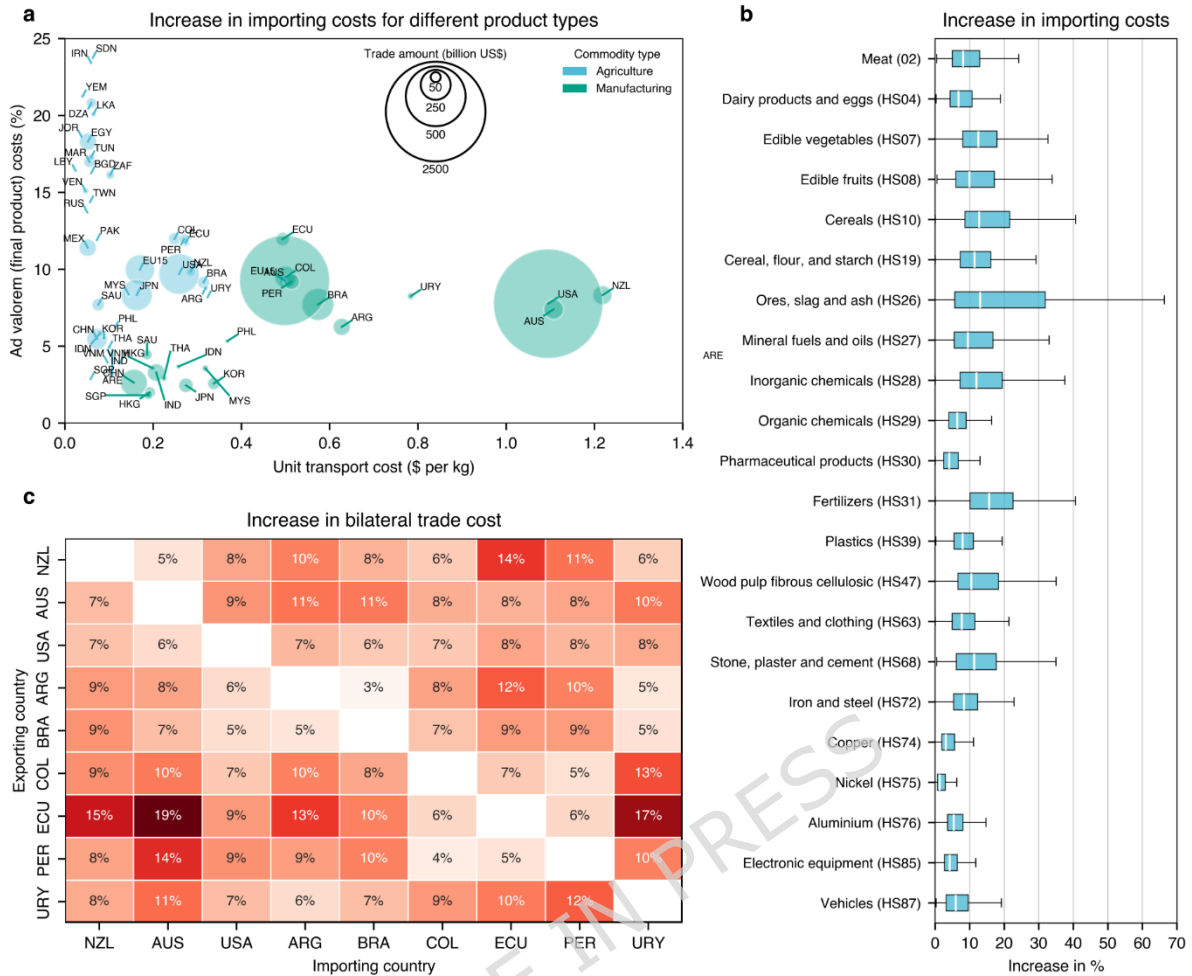 a
Increase in importing costs for different product types
Ad valorem (final product) costs (%)
25
20
15
10
5
0
IRN SDN
YEM
DZA LKA
JOR EGY
MAR TUN
LBY BGD ZAF
VEN TWN
RUS
MEX PAK
COL ECU
PER
EU15 USA NZL
BRA
MYS JPN ARG URY
SAU
PHL
CHN KOR
IDN THA
VNM VNM HKG SAU THA IDN PHL
IND
SGP CHN
ARE
SGP HKG IND JPN KOR MYS
ECU
EU15 AUS COL
PER
BRA
ARG
URY
USA
AUS
NZL
Trade amount (billion US$)
50
250
500
2500
Commodity type
Agriculture
Manufacturing
0.0 0.2 0.4 0.6 0.8 1.0 1.2 1.4
Unit transport cost ($ per kg)
b
Increase in importing costs
Meat (02)
Dairy products and eggs (HS04)
Edible vegetables (HS07)
Edible fruits (HS08)
Cereals (HS10)
Cereal, flour, and starch (HS19)
Ores, slag and ash (HS26)
Mineral fuels and oils (HS27)
ARE
Inorganic chemicals (HS28)
Organic chemicals (HS29)
Pharmaceutical products (HS30)
Fertilizers (HS31)
Plastics (HS39)
Wood pulp fibrous cellulosic (HS47)
Textiles and clothing (HS63)
Stone, plaster and cement (HS68)
Iron and steel (HS72)
Copper (HS74)
Nickel (HS75)
Aluminium (HS76)
Electronic equipment (HS85)
Vehicles (HS87)
0 10 20 30 40 50 60 70
Increase in %
c
Increase in bilateral trade cost
Exporting country
NZL 5% 8% 10% 8% 6% 14% 11% 6%
AUS 7% 9% 11% 11% 8% 8% 8% 10%
USA 7% 6% 7% 6% 7% 8% 8% 8%
ARG 9% 8% 6% 3% 8% 12% 10% 5%
BRA 9% 7% 5% 5% 7% 9% 9% 5%
COL 9% 10% 7% 10% 8% 7% 5% 13%
ECU 15% 19% 9% 13% 10% 6% 6% 17%
PER 8% 14% 9% 9% 10% 4% 5% 10%
URY 8% 11% 7% 6% 7% 9% 10% 12%
NZL AUS USA ARG BRA COL ECU PER URY
Importing country
IN PRESS